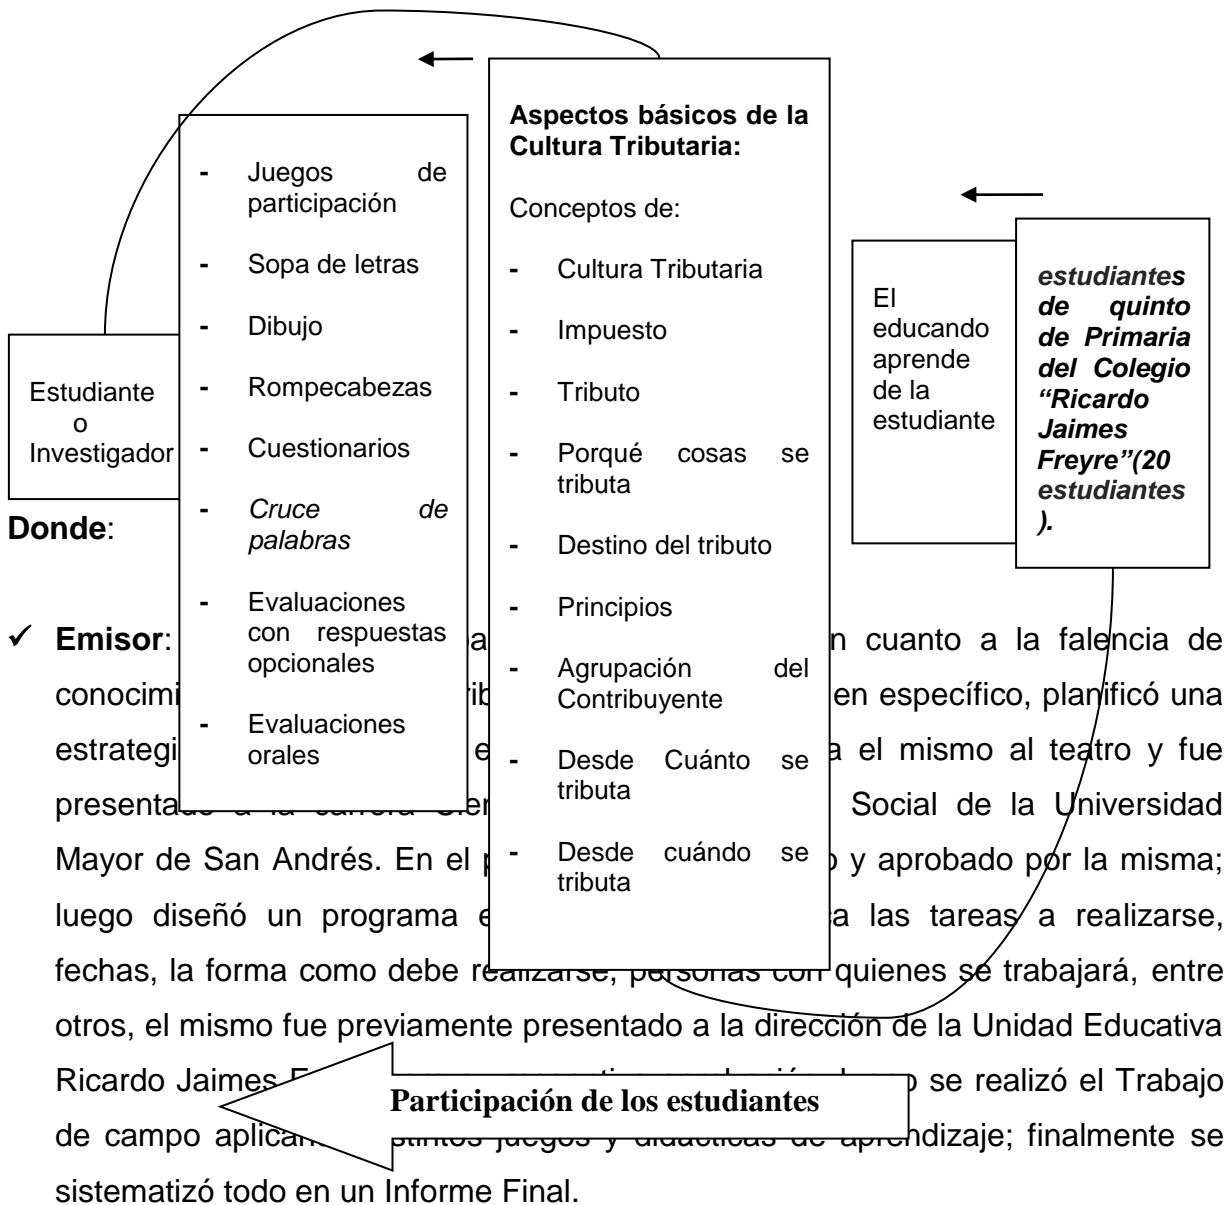 Estudiante
o
Investigador
- Juegos de
participación
- Sopa de letras
- Dibujo
- Rompecabezas
- Cuestionarios
- Cruce de
palabras
- Evaluaciones
con respuestas
opcionales
- Evaluaciones
orales
Aspectos básicos de la
Cultura Tributaria:
Conceptos de:
- Cultura Tributaria
- Impuesto
- Tributo
- Porqué cosas se
tributa
- Destino del tributo
- Principios
- Agrupación del
Contribuyente
- Desde Cuánto se
tributa
- Desde cuándo se
tributa
El
educando
aprende
de la
estudiante
estudiantes
de quinto
de Primaria
del Colegio
“Ricardo
Jaimes
Freyre”(20
estudiantes
).
Donde:
✓ Emisor: cuanto a la falencia de
en específico, planificó una
el mismo al teatro y fue
a la carrera Social de la Universidad
Mayor de San Andrés. En el y aprobado por la misma;
luego diseñó un programa las tareas a realizarse,
fechas, la forma como debe realizarse, personas con quienes se trabajará, entre
otros, el mismo fue previamente presentado a la dirección de la Unidad Educativa
Ricardo Jaimes se realizó el Trabajo
de campo distintos juegos y didácticas de aprendizaje; finalmente se
sistematizó todo en un Informe Final.
Participación de los estudiantes